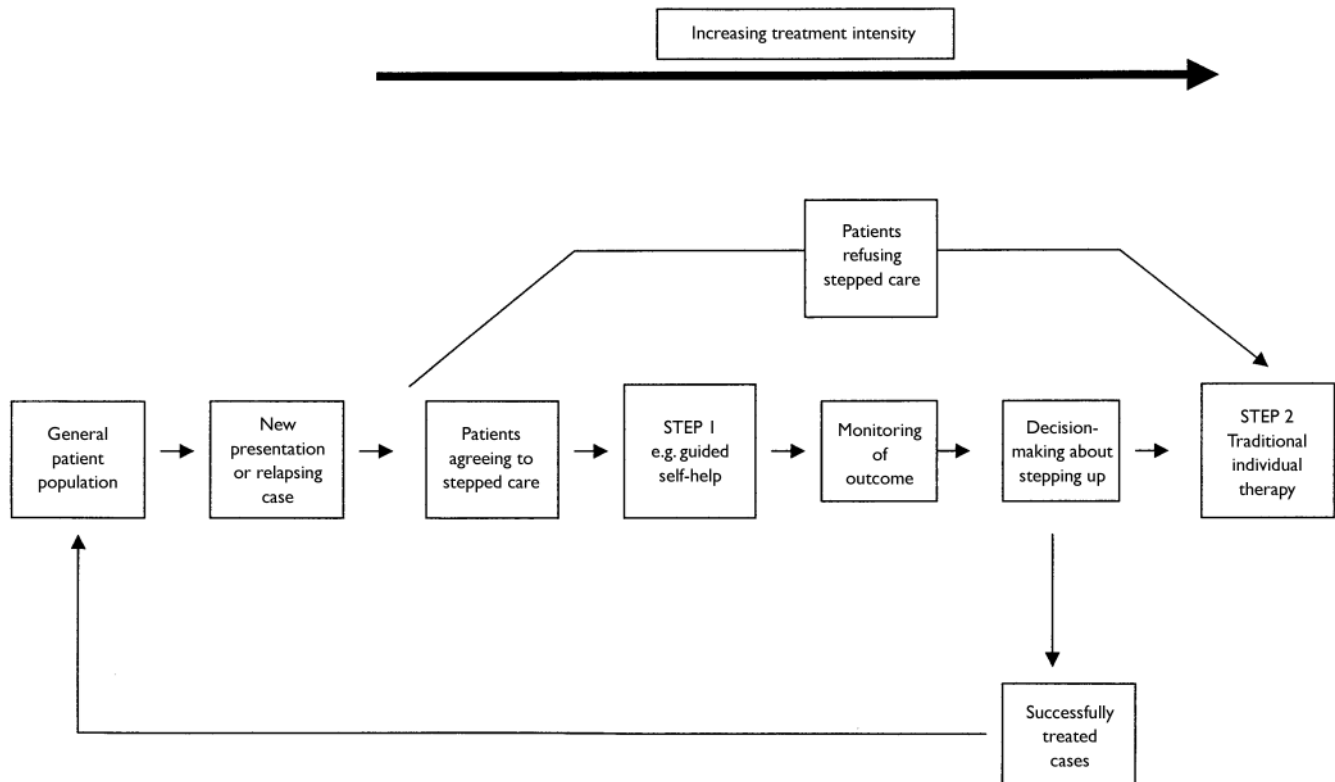 Increasing treatment intensity
Patients
refusing
stepped care
General
patient
population
New
presentation
or relapsing
case
Patients
agreeing to
stepped care
STEP 1
e.g. guided
self-help
Monitoring
of
outcome
Decision-
making about
stepping up
STEP 2
Traditional
individual
therapy
Successfully
treated
cases